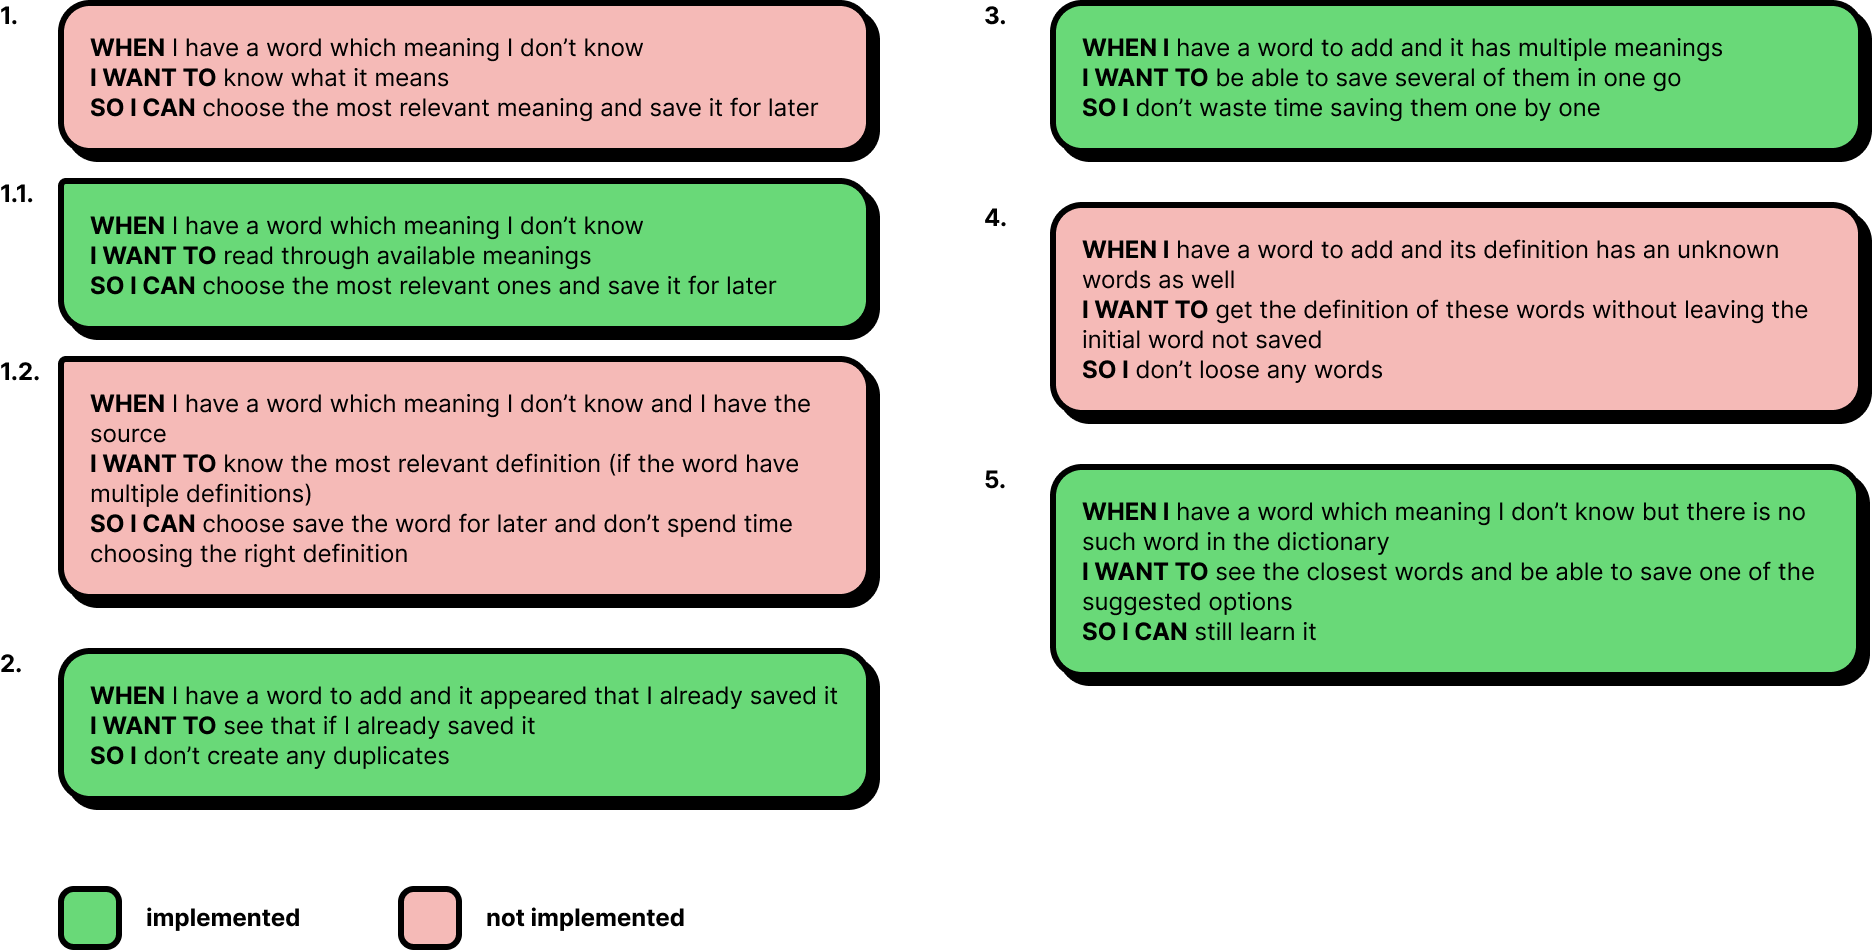 1.
WHEN I have a word which meaning I don’t know
I WANT TO know what it means
SO I CAN choose the most relevant meaning and save it for later
1.1.
WHEN I have a word which meaning I don’t know
I WANT TO read through available meanings
SO I CAN choose the most relevant ones and save it for later
1.2.
WHEN I have a word which meaning I don’t know and I have the
source
I WANT TO know the most relevant definition (if the word have
multiple definitions)
SO I CAN choose save the word for later and don’t spend time
choosing the right definition
2.
WHEN I have a word to add and it appeared that I already saved it
I WANT TO see that if I already saved it
SO I don’t create any duplicates
3.
WHEN I have a word to add and it has multiple meanings
I WANT TO be able to save several of them in one go
SO I don’t waste time saving them one by one
4.
WHEN I have a word to add and its definition has an unknown
words as well
I WANT TO get the definition of these words without leaving the
initial word not saved
SO I don’t loose any words
5.
WHEN I have a word which meaning I don’t know but there is no
such word in the dictionary
I WANT TO see the closest words and be able to save one of the
suggested options
SO I CAN still learn it
implemented
not implemented